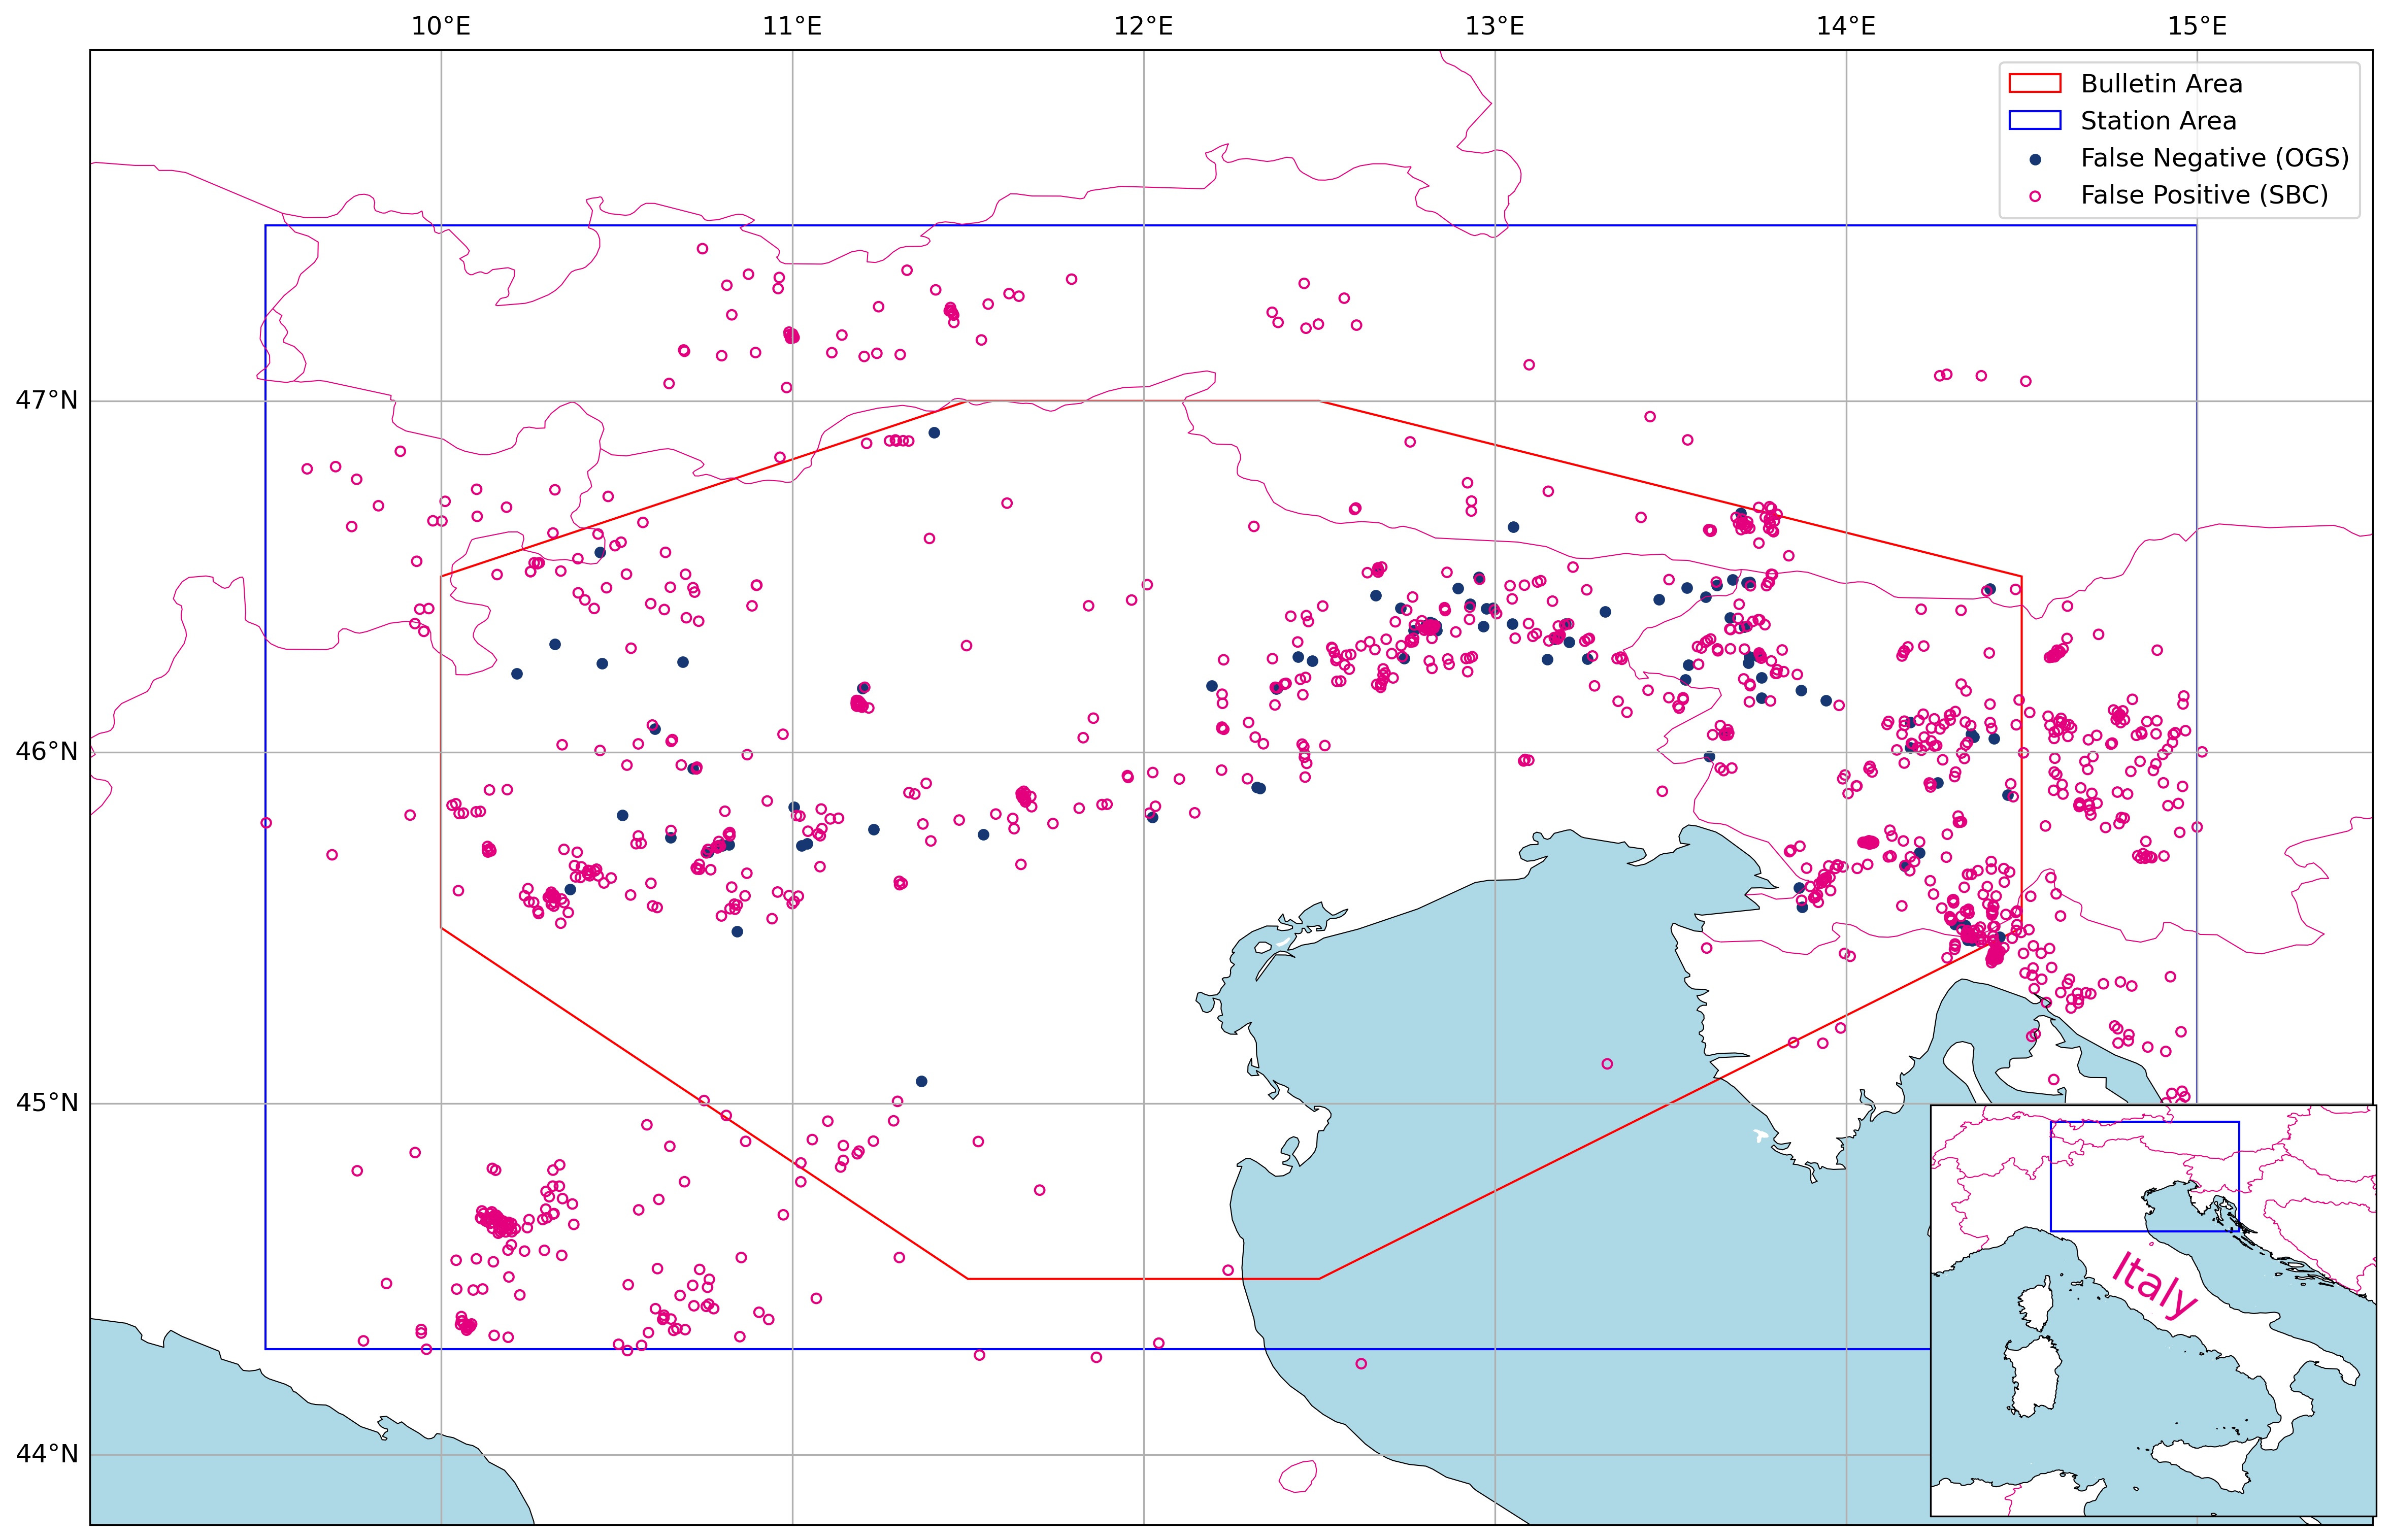 10°E 11°E 12°E 13°E 14°E 15°E
Bulletin Area
Station Area
False Negative (OGS)
False Positive (SBC)
47°N
46°N
45°N
44°N
Italy